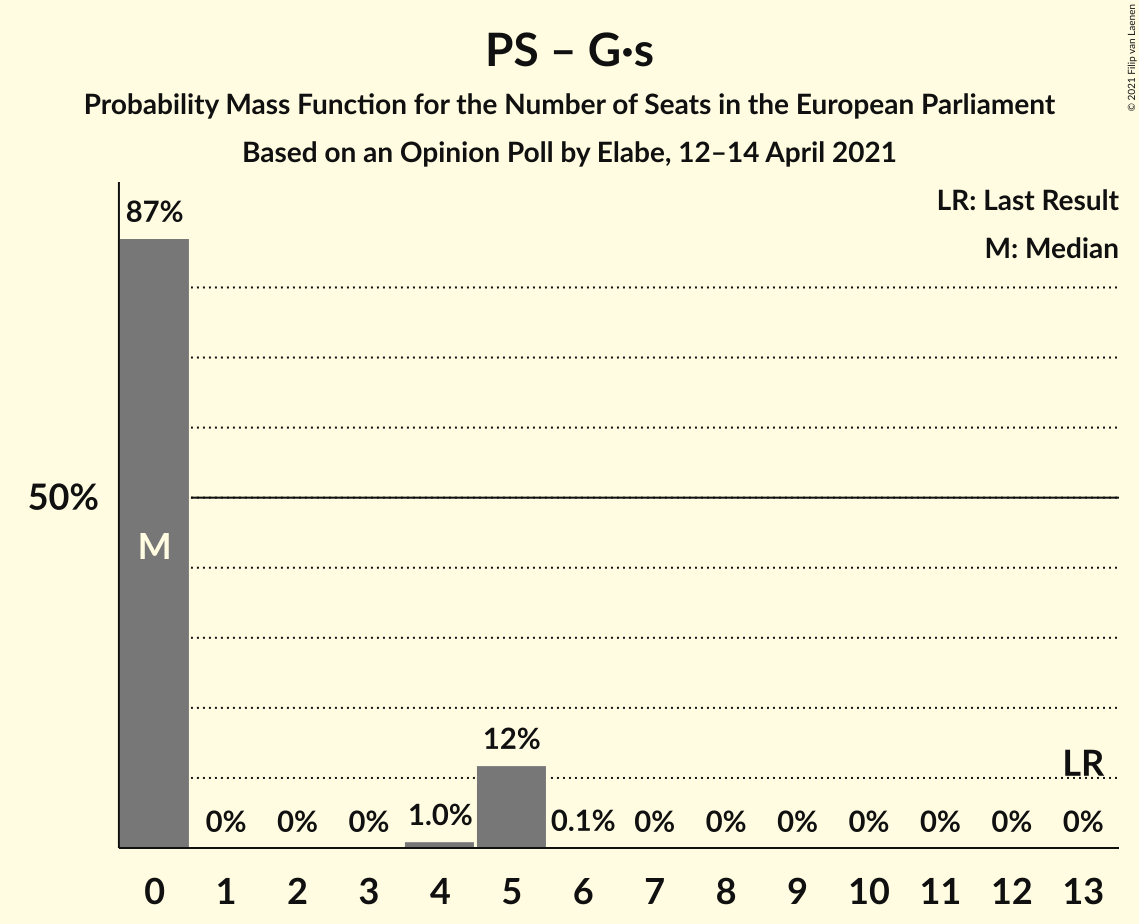 PS – G·s
Probability Mass Function for the Number of Seats in the European Parliament
Based on an Opinion Poll by Elabe, 12–14 April 2021
© 2021 Filip van Laenen
LR: Last Result
M: Median
87%
50%
M
12%
LR
0% 0% 0% 1.0% 0.1% 0% 0% 0% 0% 0% 0% 0%
0 1 2 3 4 5 6 7 8 9 10 11 12 13